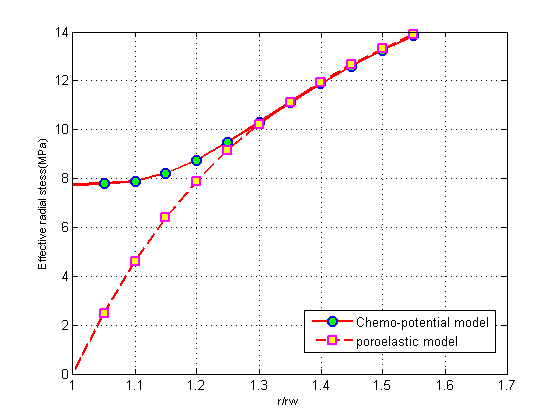 14
12
10
8
6
4
2
0
Effective radial stess(MPa)
Chemo-potential model
poroelastic model
1 1.1 1.2 1.3 1.4 1.5 1.6 1.7
r/rw